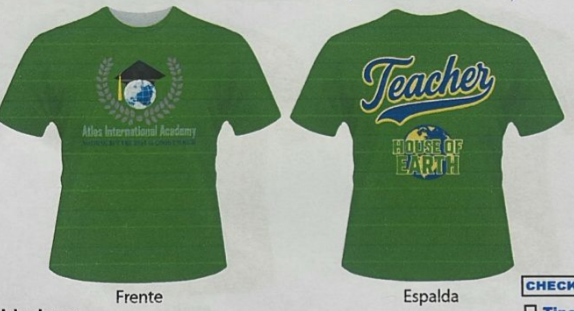 Atlas International Academy
Teacher
HOUSE OF
EARTH
Frente
Espalda
CHECK